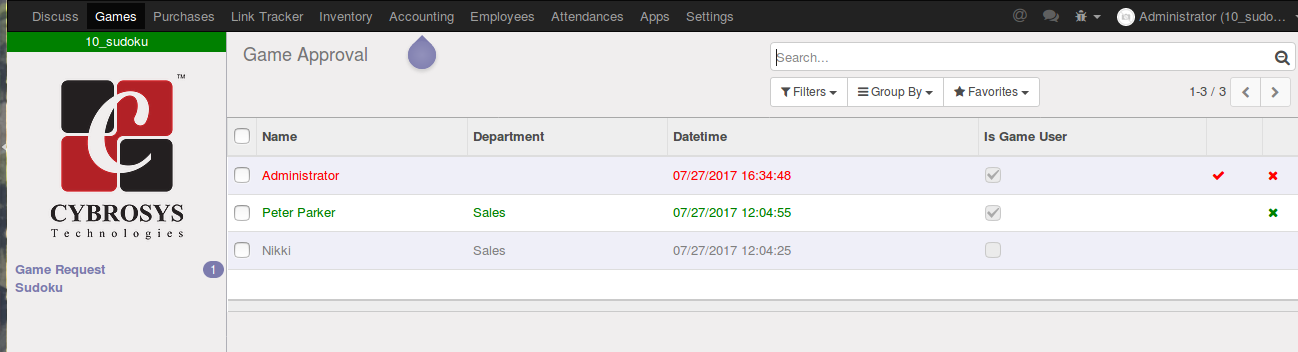 Discuss Games Purchases Link Tracker Inventory Accounting Employees Attendances Apps Settings @ Administrator (10_sudo...
10_sudoku
Game Approval
Search...
Filters Group By Favorites 1-3 / 3
TM
C
CYBROSYS
Technologies
Game Request 1
Sudoku
Name Department Datetime Is Game User
Administrator 07/27/2017 16:34:48
Peter Parker Sales 07/27/2017 12:04:55
Nikki Sales 07/27/2017 12:04:25